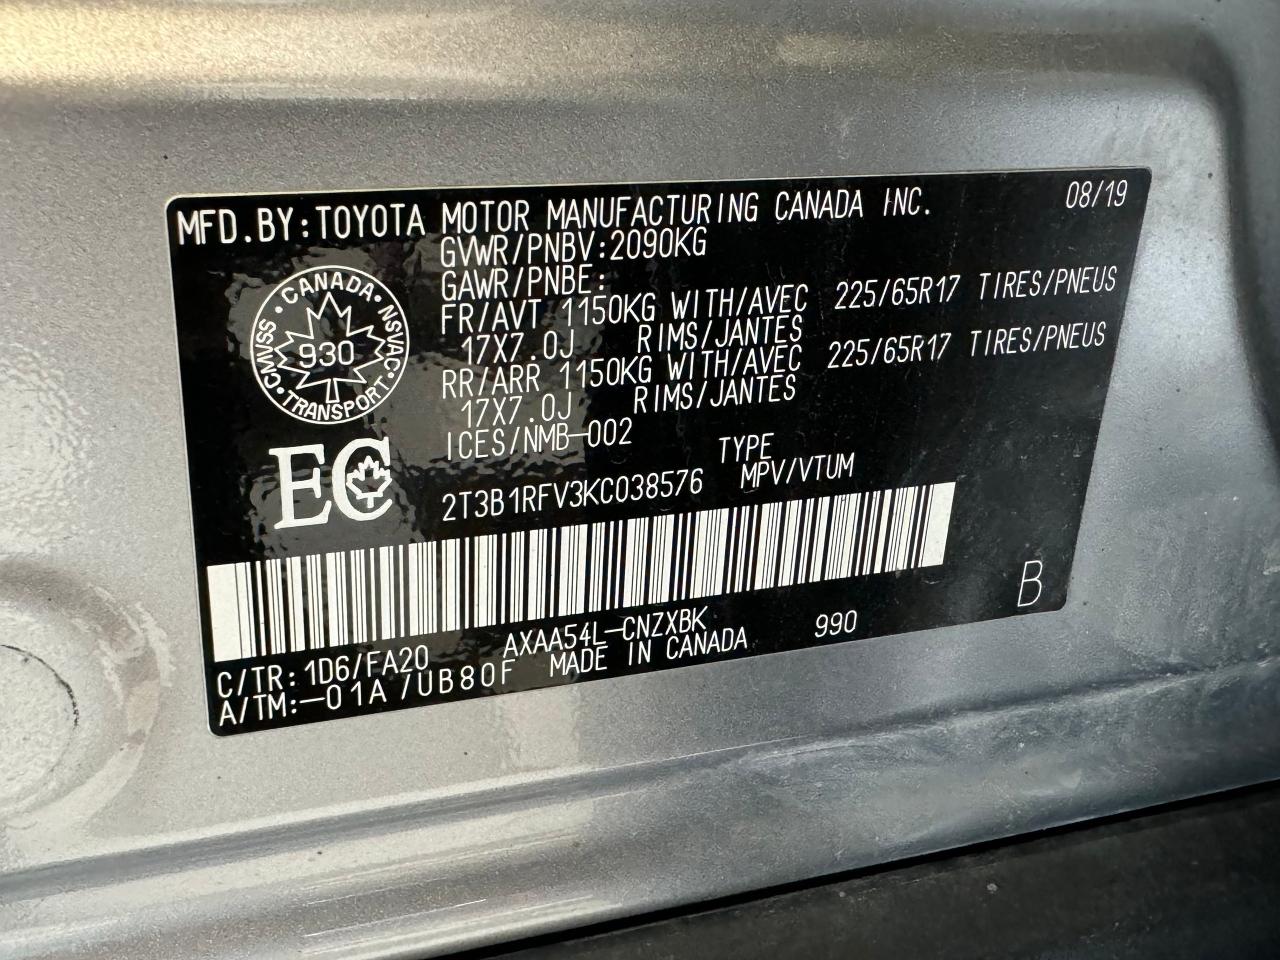 MFD.BY:TOYOTA MOTOR MANUFACTURING CANADA INC. 08/19
GVWR/PNBV:2090KG
GAWR/PNBE:
FR/AVT 1150KG WITH/AVEC 225/65R17 TIRES/PNEUS
17X7.0J RIMS/JANTES
RR/ARR 1150KG WITH/AVEC 225/65R17 TIRES/PNEUS
17X7.0J RIMS/JANTES
ICES/NMB-002
CANADA • NSVAC • TRANSPORT • CMVSS •
930
EC
TYPE
2T3B1RFV3KC038576 MPV/VTUM
AXAA54L-CNZXBK 990 B
C/TR: 1D6/FA20
A/TM:-01A /UB80F MADE IN CANADA